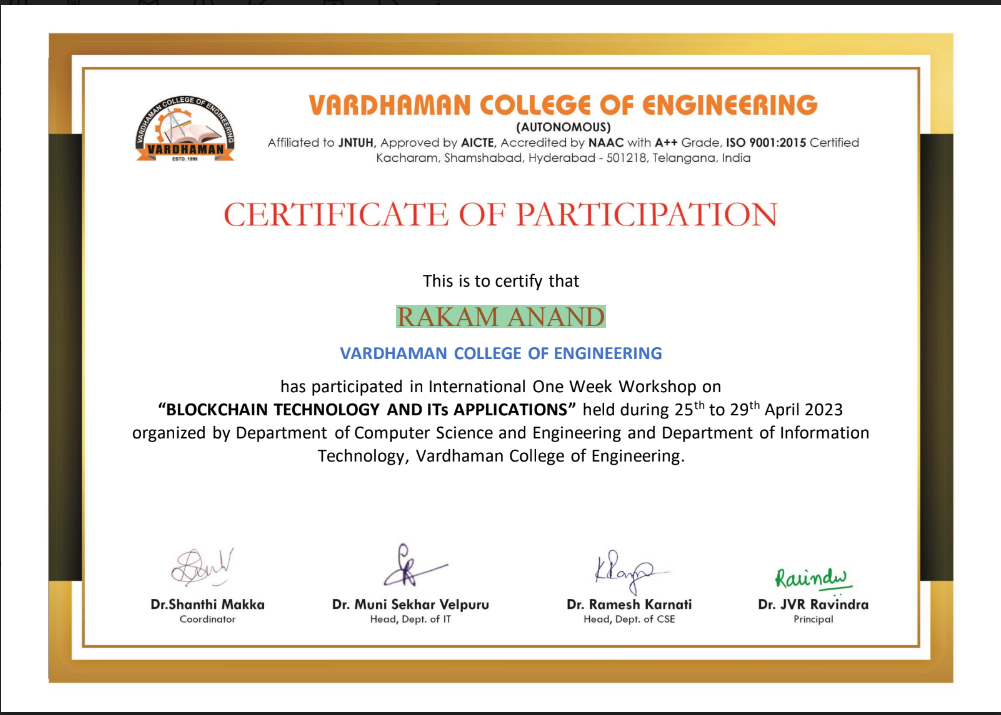 VARDHAMAN COLLEGE OF ENGINEERING
VARDHAMAN
ESTD. 1999
VARDHAMAN COLLEGE OF ENGINEERING
(AUTONOMOUS)
Affiliated to JNTUH, Approved by AICTE, Accredited by NAAC with A++ Grade, ISO 9001:2015 Certified
Kacharam, Shamshabad, Hyderabad - 501218, Telangana, India
CERTIFICATE OF PARTICIPATION
This is to certify that
RAKAM ANAND
VARDHAMAN COLLEGE OF ENGINEERING
has participated in International One Week Workshop on
“BLOCKCHAIN TECHNOLOGY AND ITs APPLICATIONS” held during 25th to 29th April 2023
organized by Department of Computer Science and Engineering and Department of Information
Technology, Vardhaman College of Engineering.
Ravindra
Dr.Shanthi Makka
Coordinator
Dr. Muni Sekhar Velpuru
Head, Dept. of IT
Dr. Ramesh Karnati
Head, Dept. of CSE
Dr. JVR Ravindra
Principal